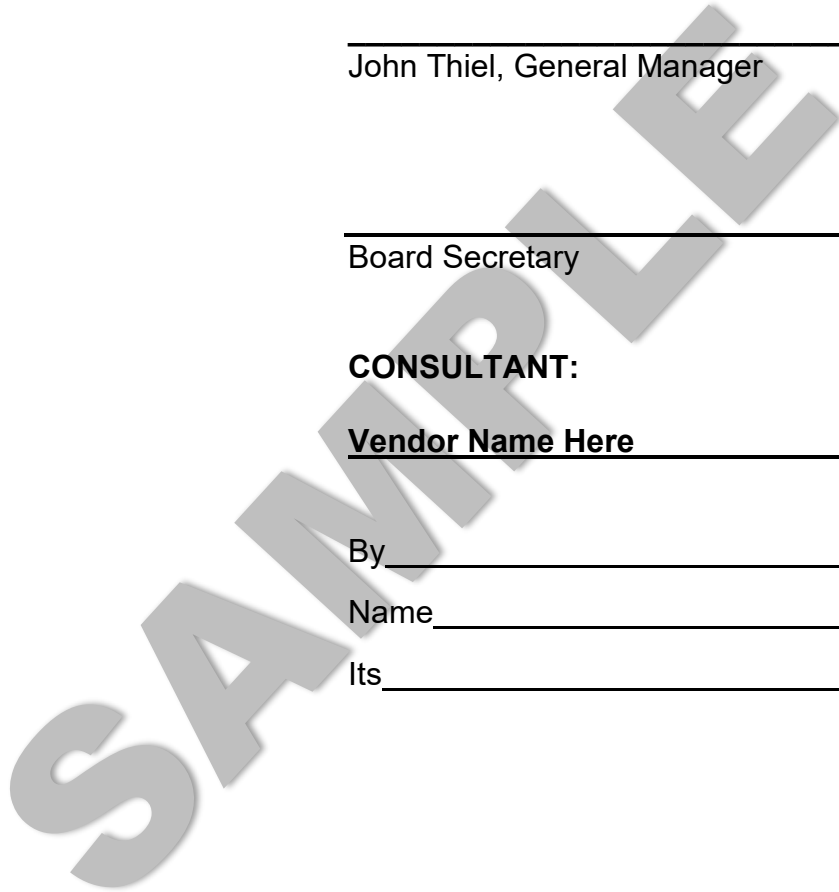 John Thiel, General Manager
Board Secretary
CONSULTANT:
Vendor Name Here
By
Name
Its
SAMPLE